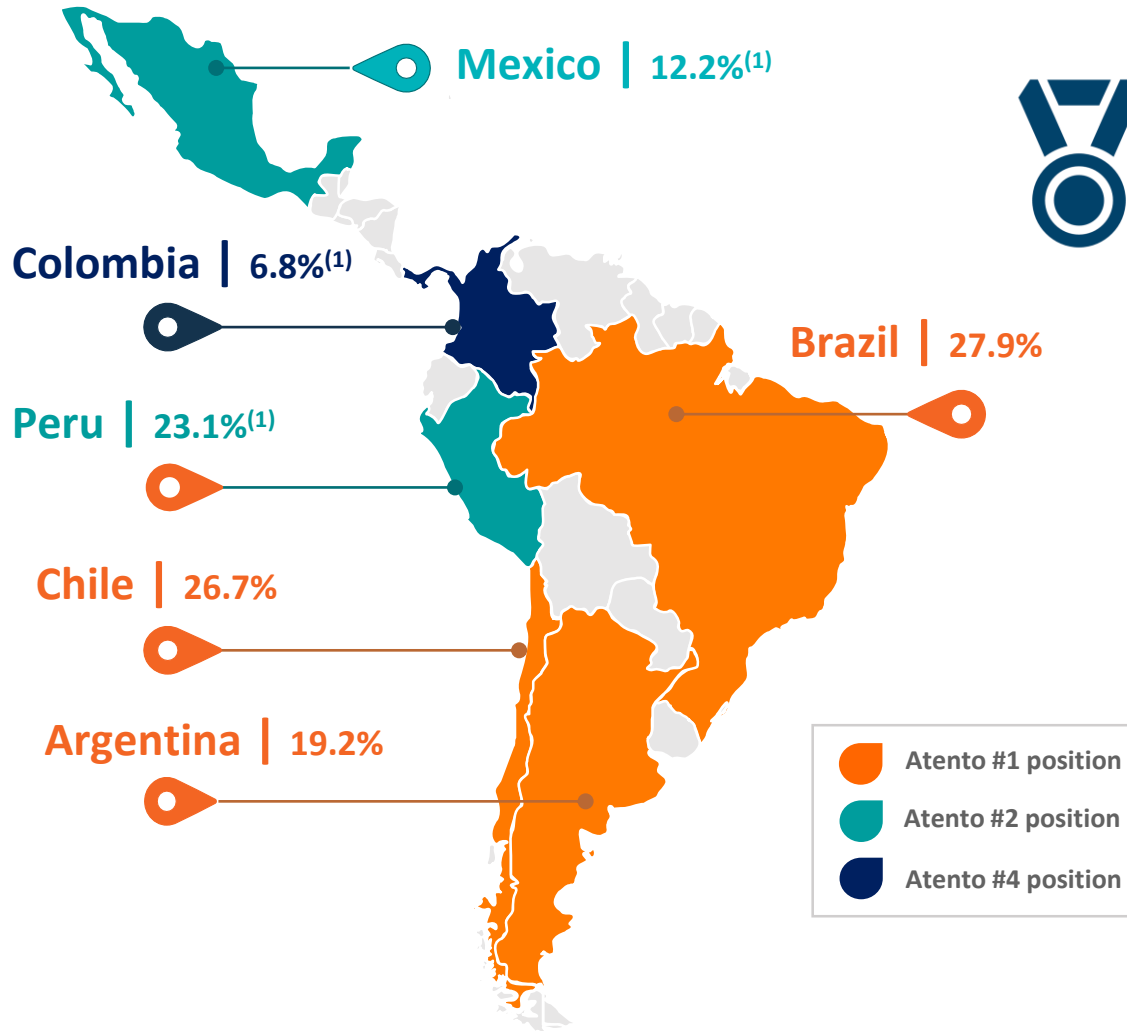 Mexico | 12.2%(1)
Colombia | 6.8%(1)
Brazil | 27.9%
Peru | 23.1%(1)
Chile | 26.7%
Argentina | 19.2%
Atento #1 position
Atento #2 position
Atento #4 position